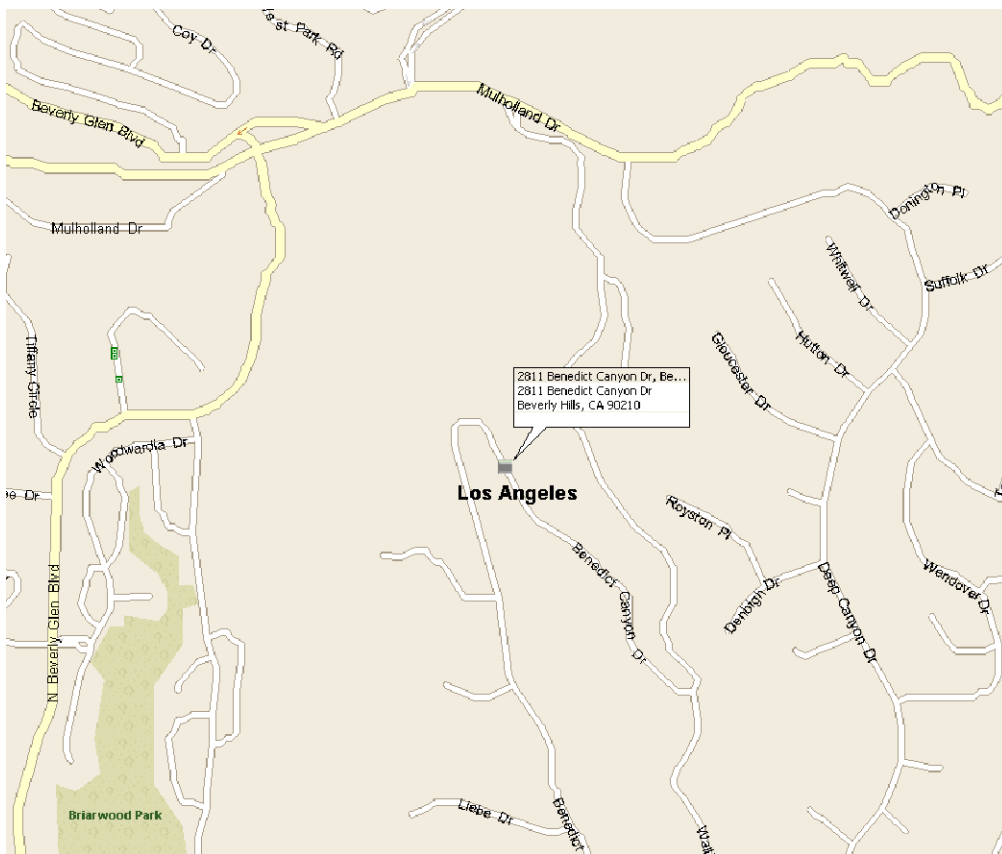 Coy Dr
st Park Rd
Beverly Glen Blvd
Mulholland Dr
Mulholland Dr
Donington Pl
Suffolk Dr
Whitwell Dr
Hutton Dr
Gloucester Dr
Tiffany Circle
2811 Benedict Canyon Dr, Be...
2811 Benedict Canyon Dr
Beverly Hills, CA 90210
Woodwardia Dr
Dr
Los Angeles
Royston Pl
Benedict Canyon Dr
Denbigh Dr
Deep Canyon Dr
Wendover Dr
N Beverly Glen Blvd
Briarwood Park
Liebe Dr
Benedict